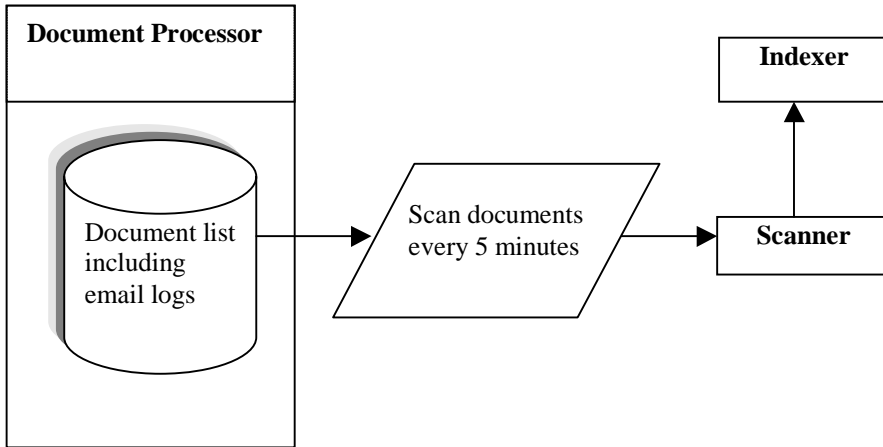 Document Processor
Document list
including
email logs
Scan documents
every 5 minutes
Indexer
Scanner